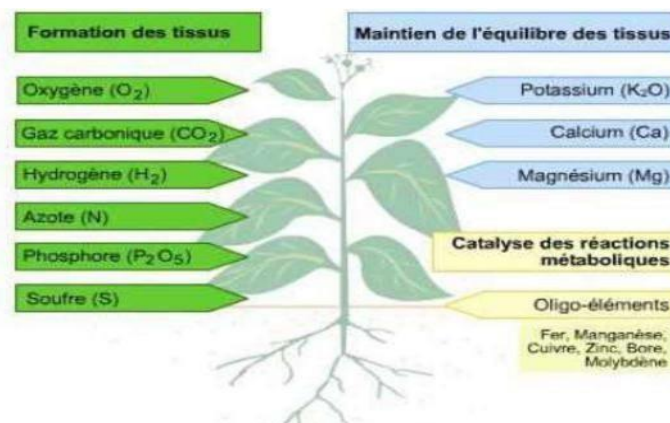 Formation des tissus
Oxygène (O₂)
Gaz carbonique (CO₂)
Hydrogène (H₂)
Azote (N)
Phosphore (P₂O₅)
Soufre (S)
Maintien de l'équilibre des tissus
Potassium (K₂O)
Calcium (Ca)
Magnésium (Mg)
Catalyse des réactions
métaboliques
Oligo-éléments
Fer, Manganèse,
Cuivre, Zinc, Bore,
Molybdène